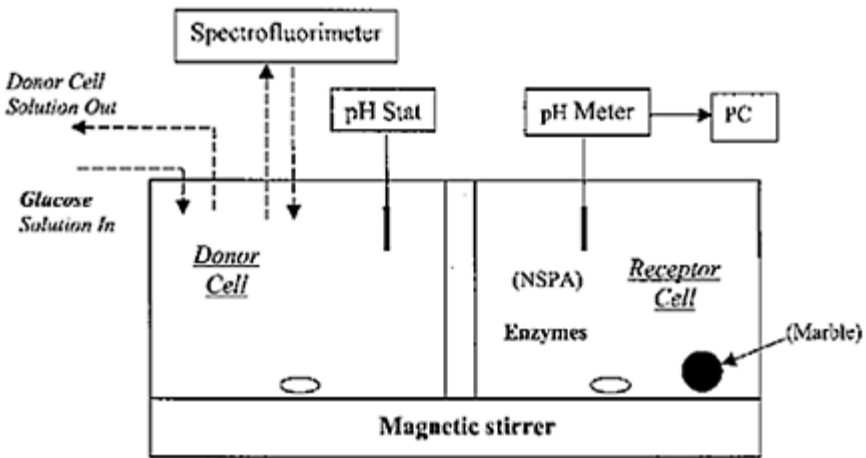 Spectrofluorimeter
Donor Cell
Solution Out
pH Stat
pH Meter
PC
Glucose
Solution In
Donor
Cell
(NSPA)
Enzymes
Receptor
Cell
(Marble)
Magnetic stirrer